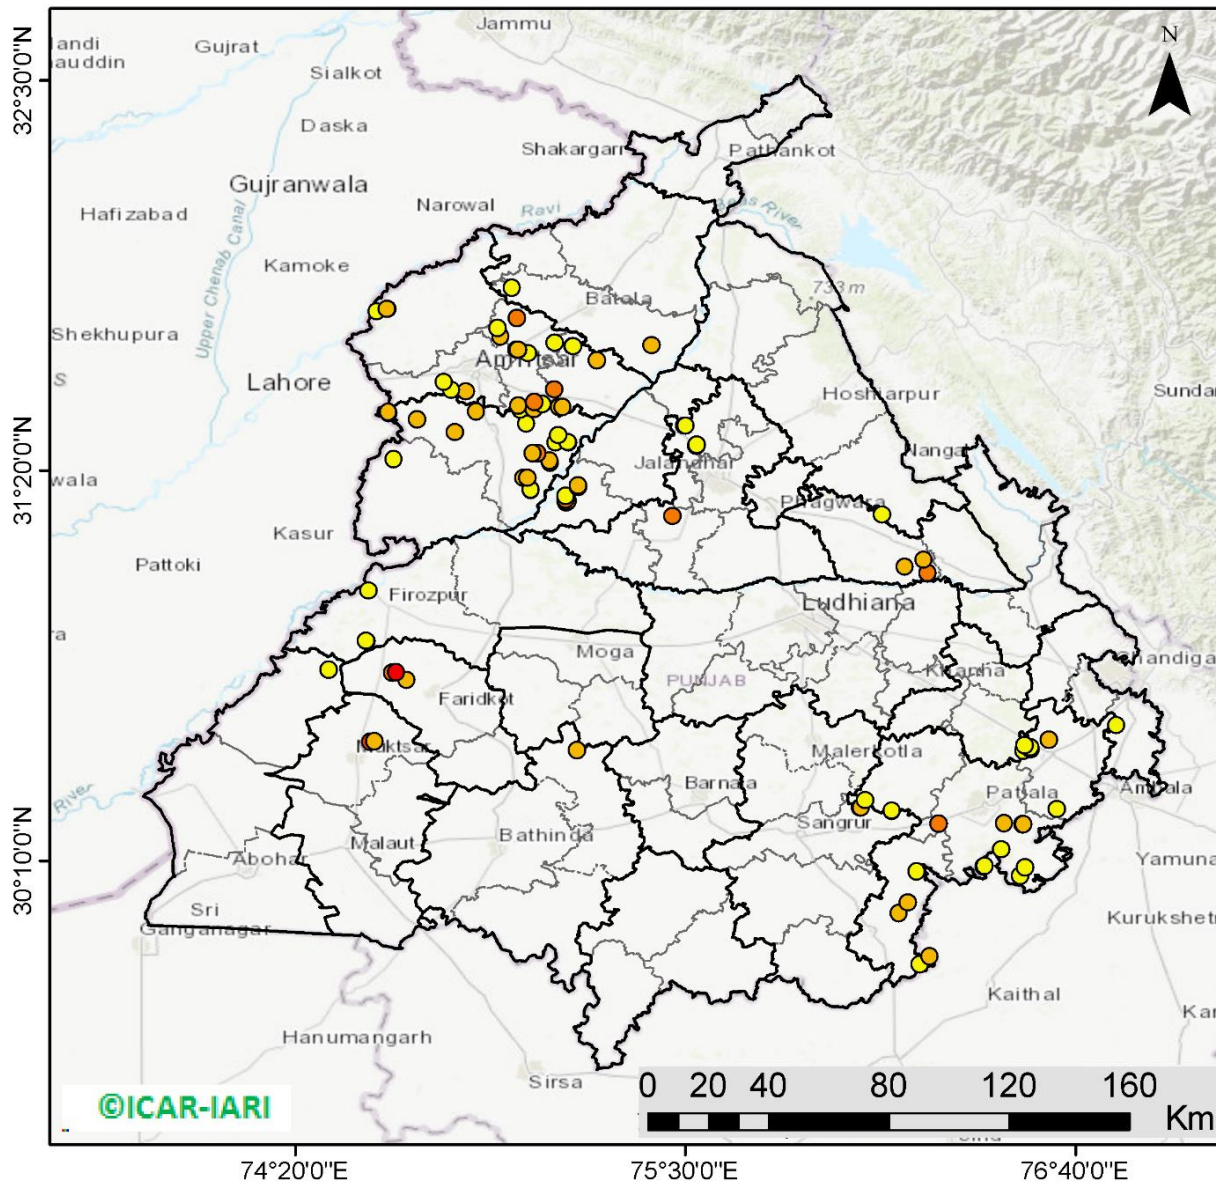 Jammu
N
andi
auddin
Gujrat
Sialkot
32°30'0"N
Daska
Shakargarh
Pathankot
Gujranwala
Hafizabad
Narowal
Ravi
River
Upper Chenab Canal
Kamoke
Batala
733 m
Shekhupura
Amritsar
S
Lahore
Hoshiarpur
Sundar
Nangal
31°20'0"N
wala
Jalandhar
Phagwara
Kasur
Pattoki
Firozpur
Ludhiana
a
Moga
Chandiga
PUNJAB
Khanna
Faridkot
Muktsar
Malerkotla
Barnala
Patiala
Ambala
River
Sangrur
Bathinda
Malaut
Abohar
30°10'0"N
Yamuna
Sri
Ganganagar
Kurukshetr
Kaithal
Kar
Hanumangarh
Sirsa
0 20 40 80 120 160
Km
©ICAR-IARI
74°20'0"E
75°30'0"E
76°40'0"E